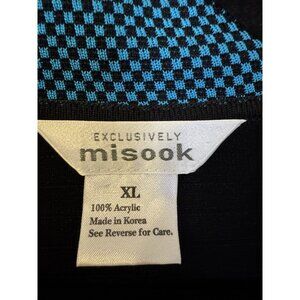 EXCLUSIVELY
misook
XL
100% Acrylic
Made in Korea
See Reverse for Care.